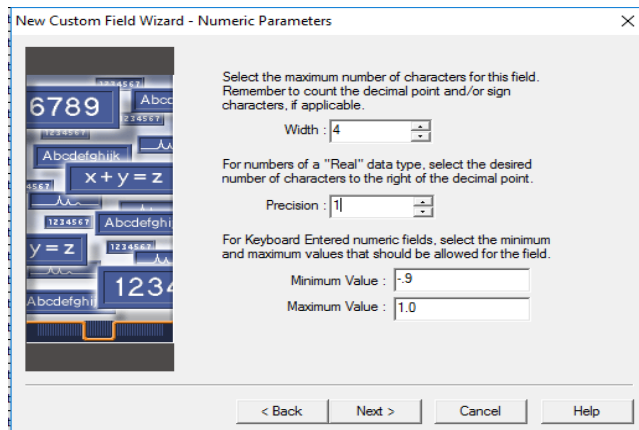 New Custom Field Wizard - Numeric Parameters
Select the maximum number of characters for this field.
Remember to count the decimal point and/or sign
characters, if applicable.
Width : 4
For numbers of a "Real" data type, select the desired
number of characters to the right of the decimal point.
Precision : 1
For Keyboard Entered numeric fields, select the minimum
and maximum values that should be allowed for the field.
Minimum Value : -.9
Maximum Value : 1.0
1234567
6789
Abcc
234567
1234567
Abcdefghijk
4567
x+y=z
1234567
Abcdefghi
y=z
1234567
Abcdefghi
1234
< Back
Next >
Cancel
Help